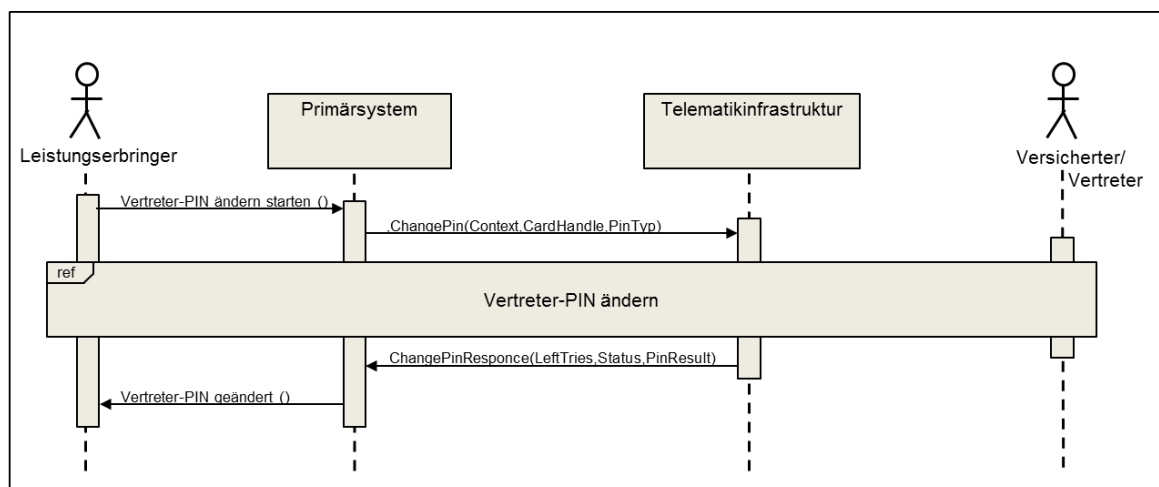 Primärsystem
Telematikinfrastruktur
Leistungserbringer
Versicherter/
Vertreter
Vertreter-PIN ändern starten ()
.ChangePin(Context,CardHandle,PinTyp)
ref
Vertreter-PIN ändern
ChangePinResponce(LeftTries,Status,PinResult)
Vertreter-PIN geändert ()